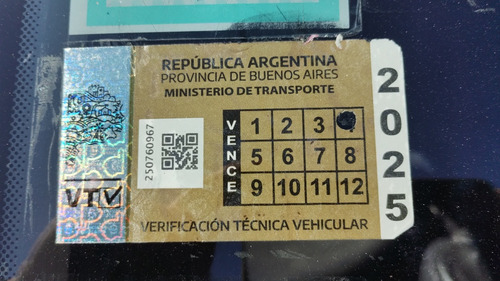 REPÚBLICA ARGENTINA
PROVINCIA DE BUENOS AIRES
MINISTERIO DE TRANSPORTE
250760967
VTV
VENCE
1 2 3
5 6 7 8
9 10 11 12
2025
VERIFICACIÓN TÉCNICA VEHICULAR